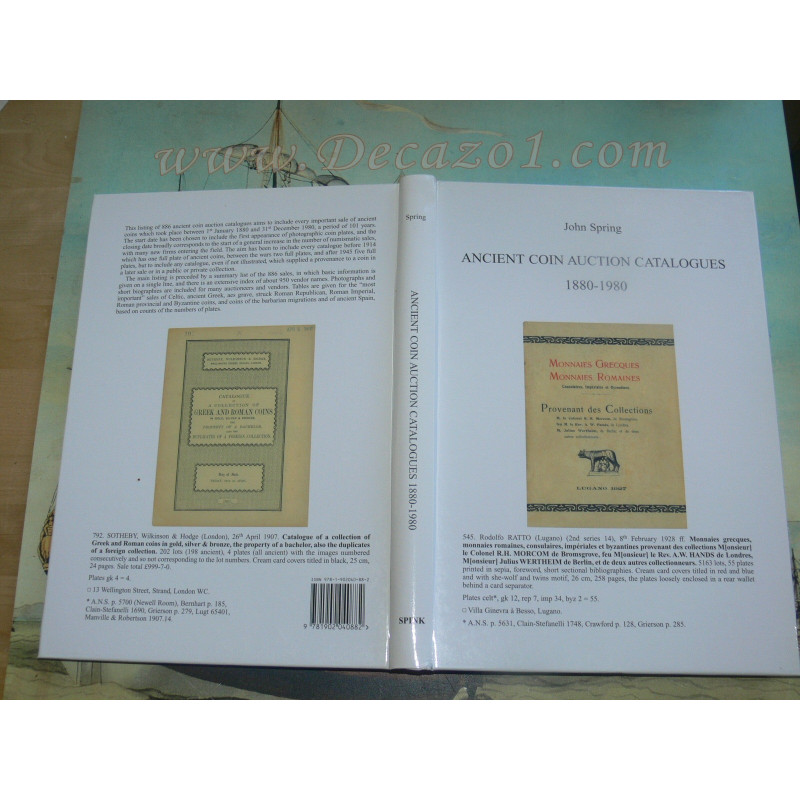 www.Decazo1.com
This listing of 886 ancient coin auction catalogues aims to include every important sale of ancient
coins which took place between 1st January 1880 and 31st December 1980, a period of 101 years.
The start date has been chosen to include the first appearance of photographic coin plates, and the
closing date broadly corresponds to the start of a general increase in the number of numismatic sales,
with many new firms entering the field. The aim has been to include every catalogue before 1914
which has one full plate of ancient coins, between the wars two full plates, and after 1945 five full
plates, but to include any catalogue, even if not illustrated, which supplied a provenance to a coin in
a later sale or in a public or private collection.
The main listing is preceded by a summary list of the 886 sales, in which basic information is
given on a single line, and there is an extensive index of about 950 vendor names. Photographs and
short biographies are included for many auctioneers and vendors. Tables are given for the "most
important" sales of Celtic, ancient Greek, aes grave, struck Roman Republican, Roman Imperial,
Roman provincial and Byzantine coins, and coins of the barbarian migrations and of ancient Spain,
based on counts of the numbers of plates.
CATALOGUE
A COLLECTION OF
GREEK AND ROMAN COINS
PROPERTY OF A BACHELOR
DUPLICATES OF A FOREIGN COLLECTION
792. SOTHEBY, Wilkinson & Hodge (London), 26th April 1907. Catalogue of a collection of
Greek and Roman coins in gold, silver & bronze, the property of a bachelor, also the duplicates
of a foreign collection. 202 lots (198 ancient), 4 plates (all ancient) with the images numbered
consecutively and so not corresponding to the lot numbers. Cream card covers titled in black, 25 cm,
24 pages. Sale total £999-7-0.
Plates gk 4 = 4.
□ 13 Wellington Street, Strand, London WC.
* A.N.S. p. 5700 (Newell Room), Bernhart p. 185,
Clain-Stefanelli 1690, Grierson p. 279, Lugt 65401,
Manville & Robertson 1907.14.
9 781902 040882
Spring
ANCIENT COIN AUCTION CATALOGUES 1880-1980
SPINK
John Spring
ANCIENT COIN AUCTION CATALOGUES
1880-1980
MONNAIES GRECQUES
MONNAIES ROMAINES
Consulaires, Impériales et Byzantines
Provenant des Collections
LUGANO 1927
545. Rodolfo RATTO (Lugano) (2nd series 14), 8th February 1928 ff. Monnaies grecques,
monnaies romaines, consulaires, impériales et byzantines provenant des collections M[onsieur]
le Colonel R.H. MORCOM de Bromsgrove, feu M[onsieur] le Rev. A.W. HANDS de Londres,
M[onsieur] Julius WERTHEIM de Berlin, et de deux autres collectionneurs. 5163 lots, 55 plates
printed in sepia, foreword, short sectional bibliographies. Cream card covers titled in red and blue
and with she-wolf and twins motif, 26 cm, 258 pages, the plates loosely enclosed in a rear wallet
behind a card separator.
Plates celt*, gk 12, rep 7, imp 34, byz 2 = 55.
□ Villa Ginevra à Besso, Lugano.
* A.N.S. p. 5631, Clain-Stefanelli 1748, Crawford p. 128, Grierson p. 285.